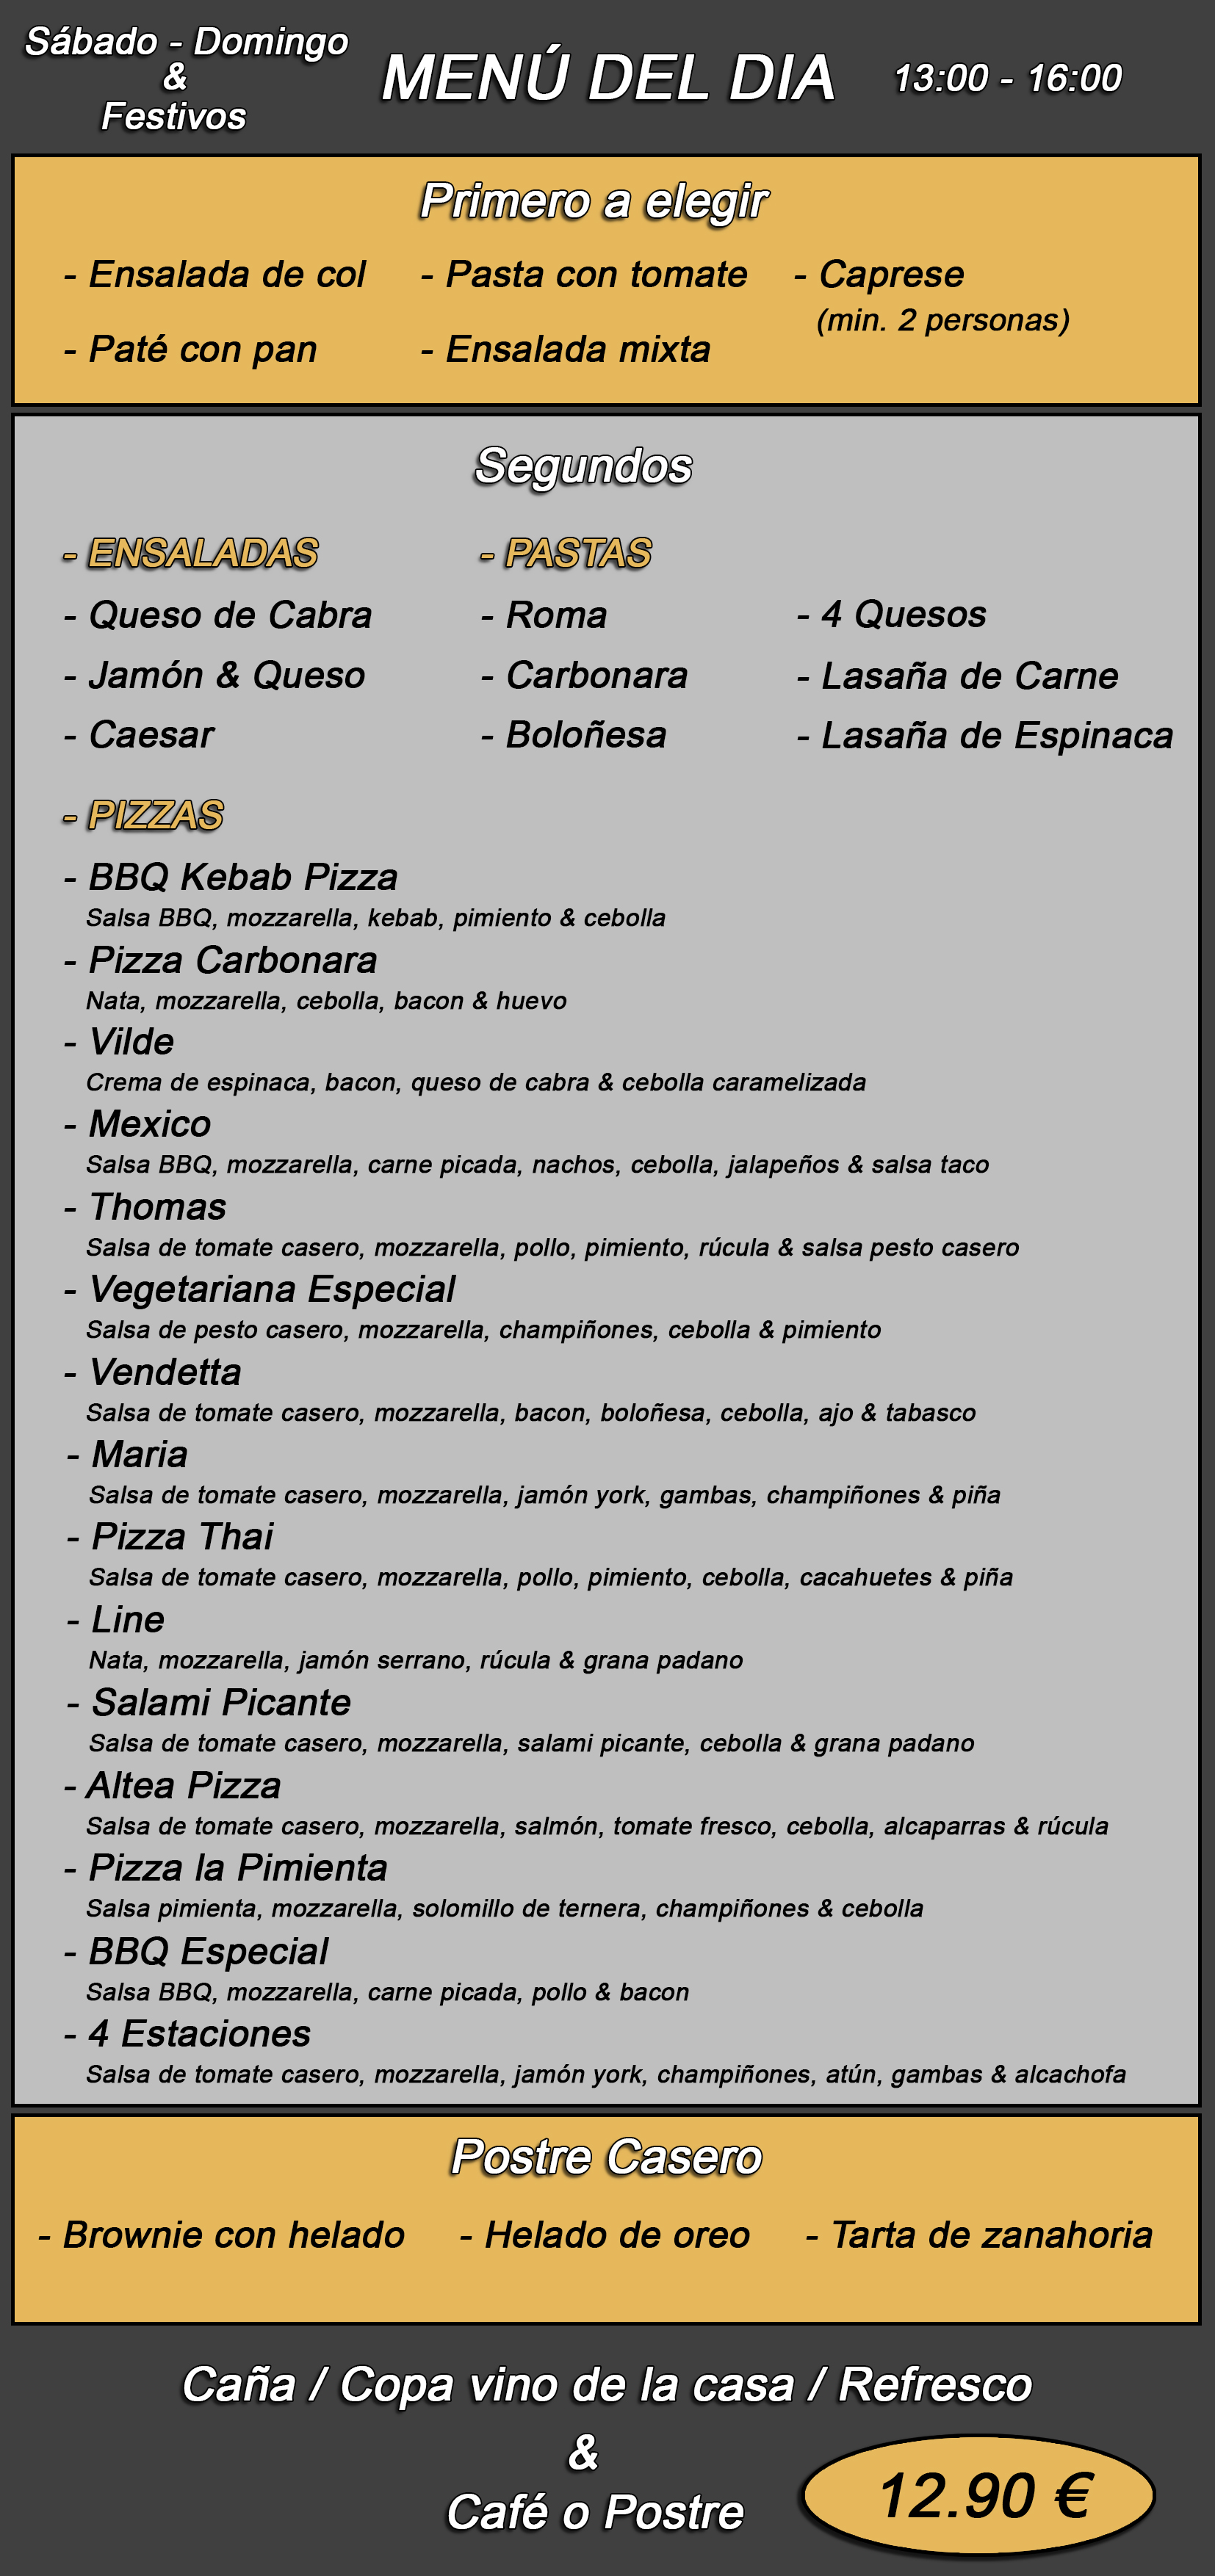 Sábado - Domingo
&
Festivos
MENÚ DEL DIA
13:00 - 16:00
Primero a elegir
- Ensalada de col
- Pasta con tomate
- Caprese
(min. 2 personas)
- Paté con pan
- Ensalada mixta
Segundos
- ENSALADAS
- Queso de Cabra
- Jamón & Queso
- Caesar
- PASTAS
- Roma
- Carbonara
- Boloñesa
- 4 Quesos
- Lasaña de Carne
- Lasaña de Espinaca
- PIZZAS
- BBQ Kebab Pizza
Salsa BBQ, mozzarella, kebab, pimiento & cebolla
- Pizza Carbonara
Nata, mozzarella, cebolla, bacon & huevo
- Vilde
Crema de espinaca, bacon, queso de cabra & cebolla caramelizada
- Mexico
Salsa BBQ, mozzarella, carne picada, nachos, cebolla, jalapeños & salsa taco
- Thomas
Salsa de tomate casero, mozzarella, pollo, pimiento, rúcula & salsa pesto casero
- Vegetariana Especial
Salsa de pesto casero, mozzarella, champiñones, cebolla & pimiento
- Vendetta
Salsa de tomate casero, mozzarella, bacon, boloñesa, cebolla, ajo & tabasco
- Maria
Salsa de tomate casero, mozzarella, jamón york, gambas, champiñones & piña
- Pizza Thai
Salsa de tomate casero, mozzarella, pollo, pimiento, cebolla, cacahuetes & piña
- Line
Nata, mozzarella, jamón serrano, rúcula & grana padano
- Salami Picante
Salsa de tomate casero, mozzarella, salami picante, cebolla & grana padano
- Altea Pizza
Salsa de tomate casero, mozzarella, salmón, tomate fresco, cebolla, alcaparras & rúcula
- Pizza la Pimienta
Salsa pimienta, mozzarella, solomillo de ternera, champiñones & cebolla
- BBQ Especial
Salsa BBQ, mozzarella, carne picada, pollo & bacon
- 4 Estaciones
Salsa de tomate casero, mozzarella, jamón york, champiñones, atún, gambas & alcachofa
Postre Casero
- Brownie con helado
- Helado de oreo
- Tarta de zanahoria
Caña / Copa vino de la casa / Refresco
&
Café o Postre
12.90 €